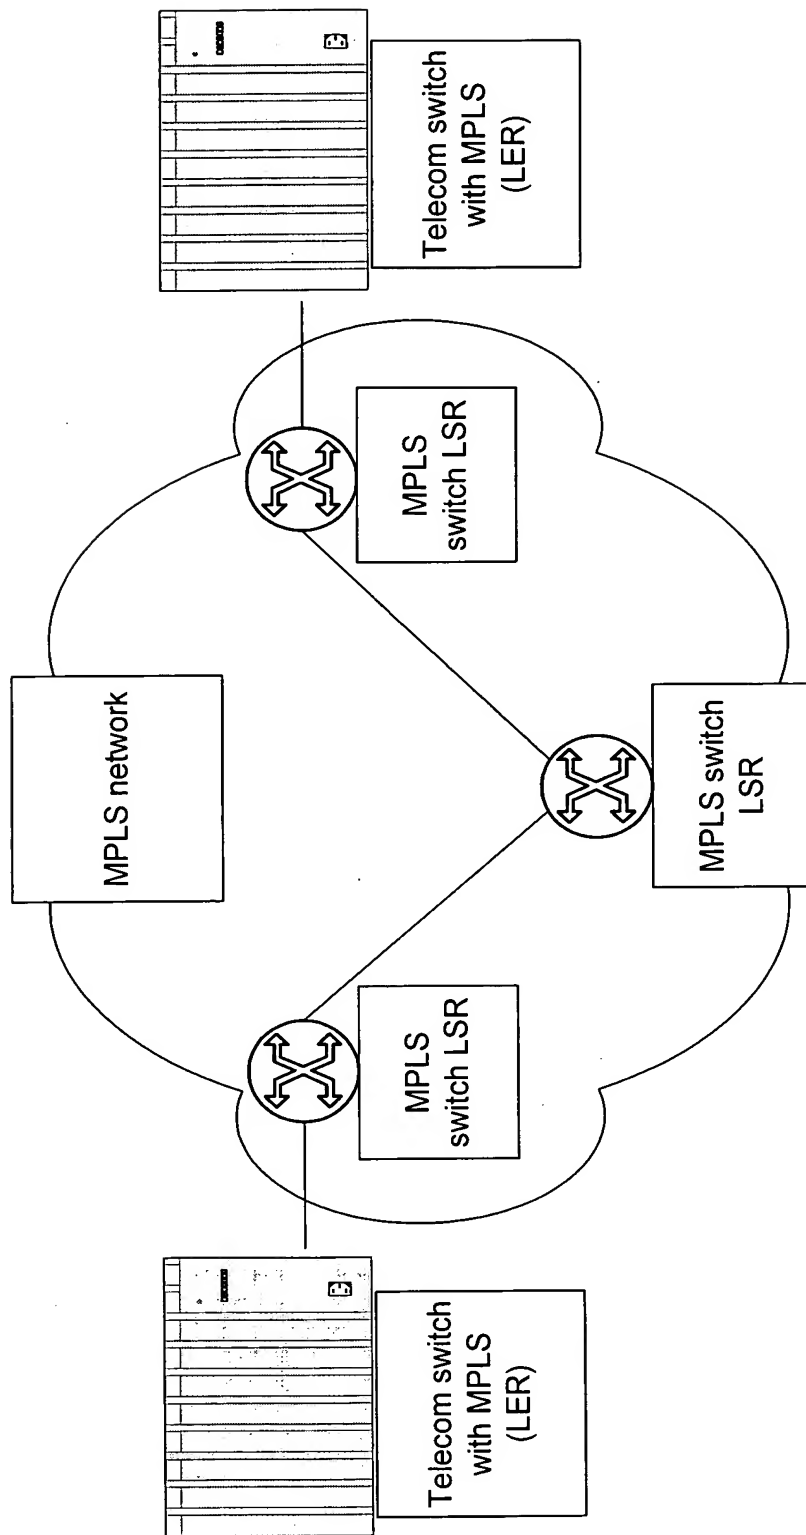 MPLS network
Telecom switch
with MPLS
(LER)
MPLS
switch LSR
MPLS switch
LSR
MPLS
switch LSR
Telecom switch
with MPLS
(LER)